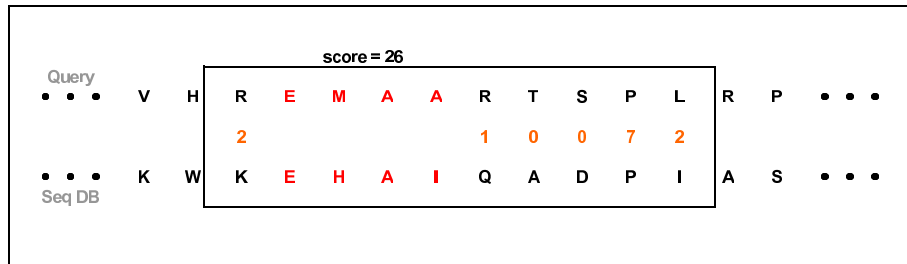 score = 26
Query
• • • V H R E M A A R T S P L R P • • •
2 1 0 0 7 2
• • • K W K E H A I Q A D P I A S • • •
Seq DB